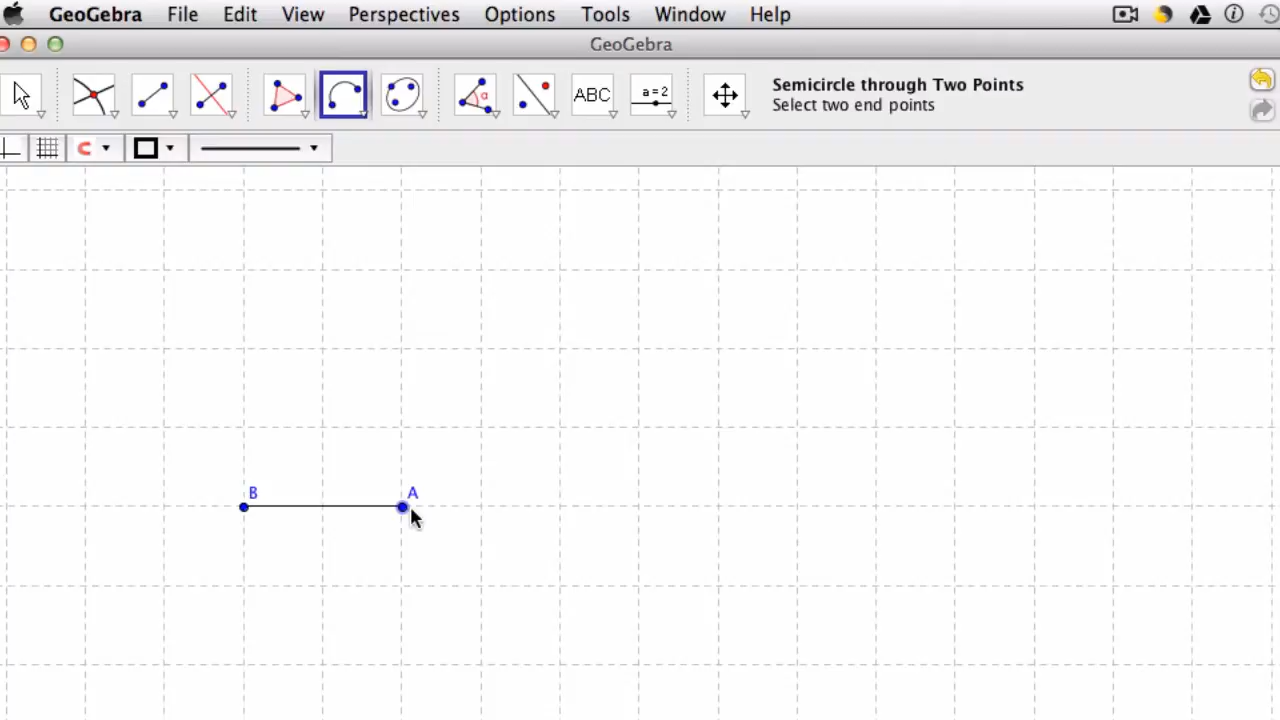 GeoGebra File Edit View Perspectives Options Tools Window Help
GeoGebra
Semicircle through Two Points
Select two end points
α
ABC
a=2
B
A